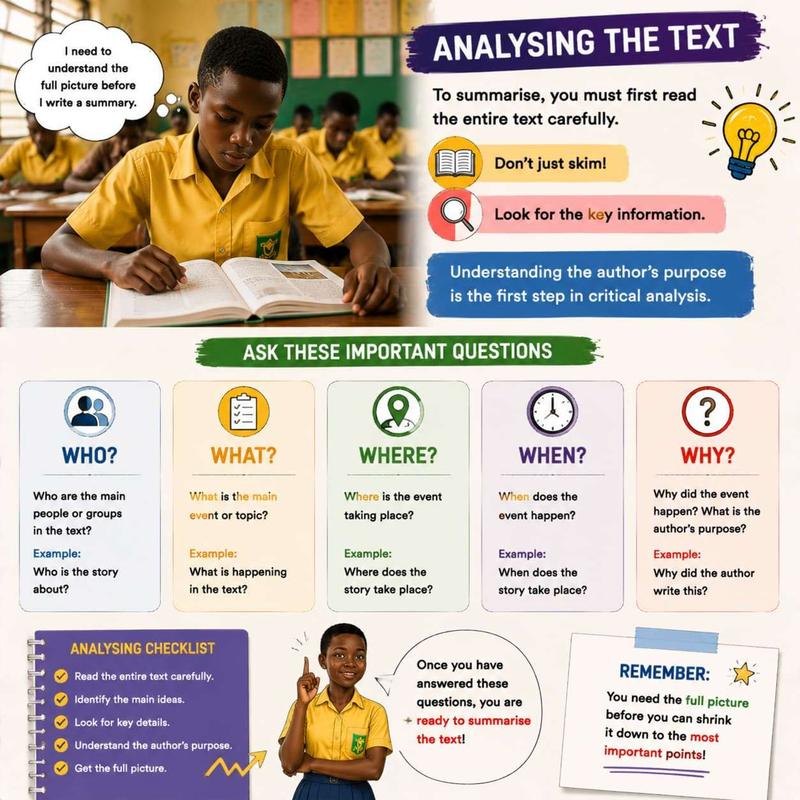 I need to
understand the
full picture before
I write a summary.
ANALYSING THE TEXT
To summarise, you must first read
the entire text carefully.
Don't just skim!
Look for the key information.
Understanding the author's purpose
is the first step in critical analysis.
ASK THESE IMPORTANT QUESTIONS
WHO?
Who are the main
people or groups
in the text?
Example:
Who is the story
about?
WHAT?
What is the main
event or topic?
Example:
What is happening
in the text?
WHERE?
Where is the event
taking place?
Example:
Where does the
story take place?
WHEN?
When does the
event happen?
Example:
When does the
story take place?
WHY?
Why did the event
happen? What is the
author's purpose?
Example:
Why did the author
write this?
ANALYSING CHECKLIST
Read the entire text carefully.
Identify the main ideas.
Look for key details.
Understand the author's purpose.
Get the full picture.
Once you have
answered these
questions, you are
ready to summarise
the text!
REMEMBER:
You need the full picture
before you can shrink
it down to the most
important points!